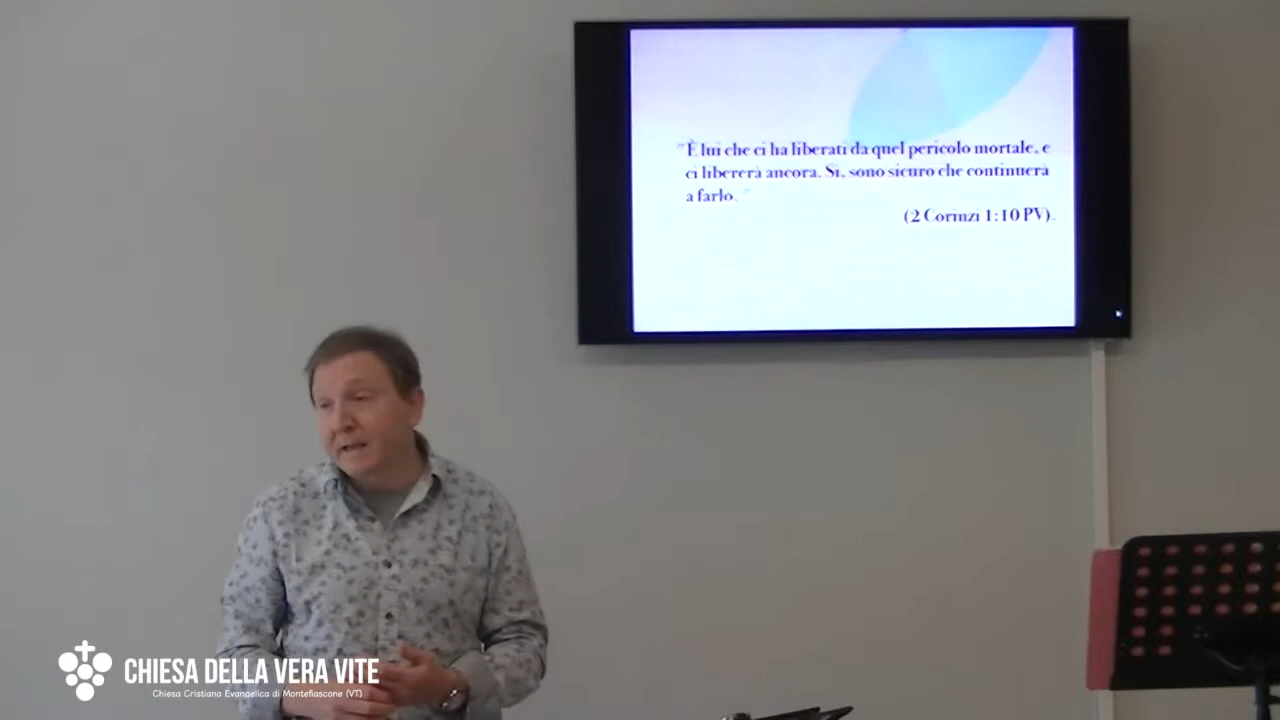 "È lui che ci ha liberati da quel pericolo mortale, e
ci libererà ancora. Sì, sono sicuro che continuerà
a farlo. "
(2 Corinzi 1:10 PV).
CHIESA DELLA VERA VITE
Chiesa Cristiana Evangelica di Montefiascone (VT)